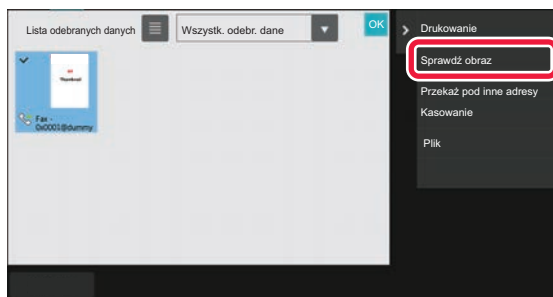 Lista odebranych danych
Wszystk. odebr. dane
OK
Drukowanie
Sprawdź obraz
Przekaż pod inne adresy
Kasowanie
Plik
Thumbnail
Fax -
0x0001@dummy